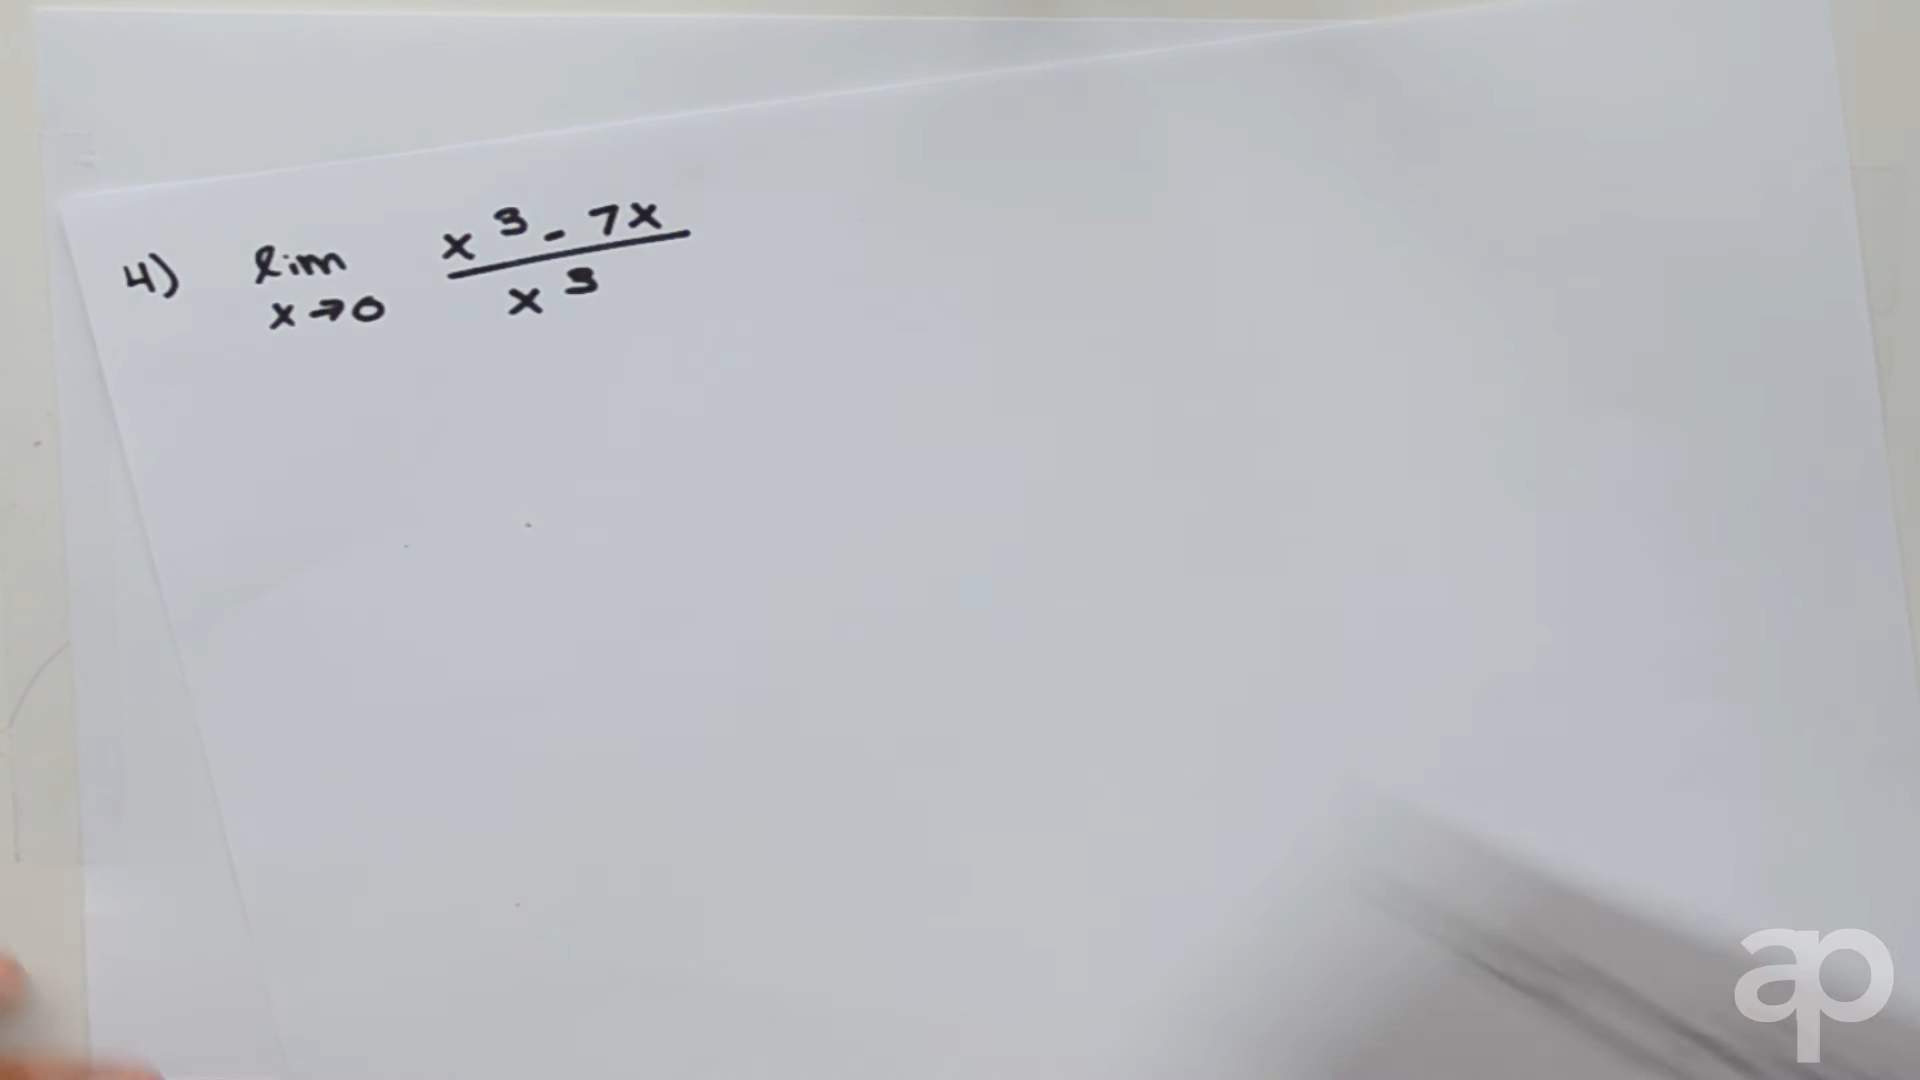 4) lim x→0 x³ - 7x / x³
ap